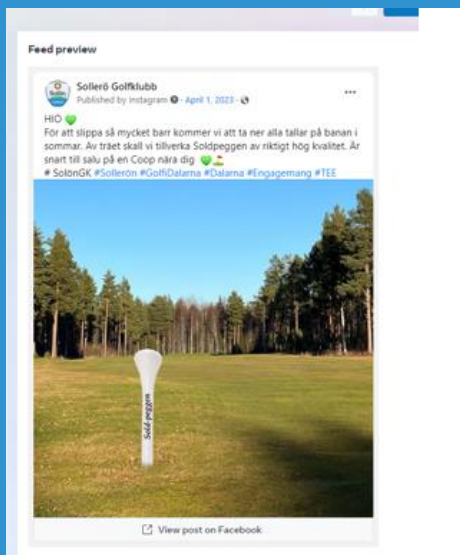 Feed preview
Sollerö Golfklubb
Published by Instagram · April 1, 2023 ·
HIO 💚
För att slippa så mycket barr kommer vi att ta ner alla tallar på banan i
sommar. Av träet skall vi tillverka Soldpeggen av riktigt hög kvalitet. Är
snart till salu på en Coop nära dig 💚⛳
# SolönGK #Sollerön #GolfiDalarna #Dalarna #Engagemang #TEE
Sold-peggen
View post on Facebook